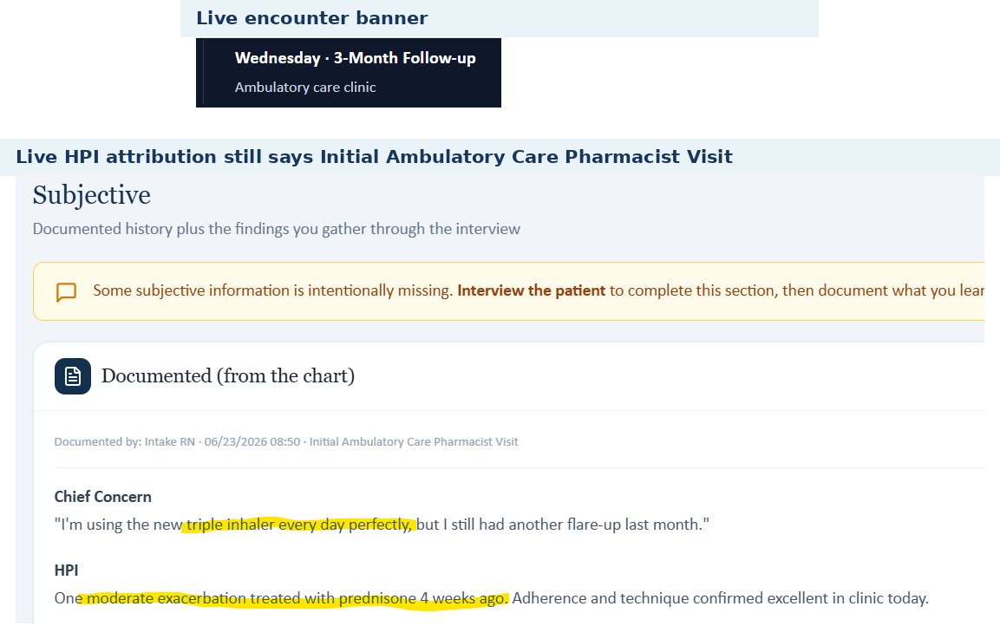 Live encounter banner
Wednesday · 3-Month Follow-up
Ambulatory care clinic
Live HPI attribution still says Initial Ambulatory Care Pharmacist Visit
Subjective
Documented history plus the findings you gather through the interview
Some subjective information is intentionally missing. Interview the patient to complete this section, then document what you lear
Documented (from the chart)
Documented by: Intake RN · 06/23/2026 08:50 · Initial Ambulatory Care Pharmacist Visit
Chief Concern
"I'm using the new triple inhaler every day perfectly, but I still had another flare-up last month."
HPI
One moderate exacerbation treated with prednisone 4 weeks ago. Adherence and technique confirmed excellent in clinic today.